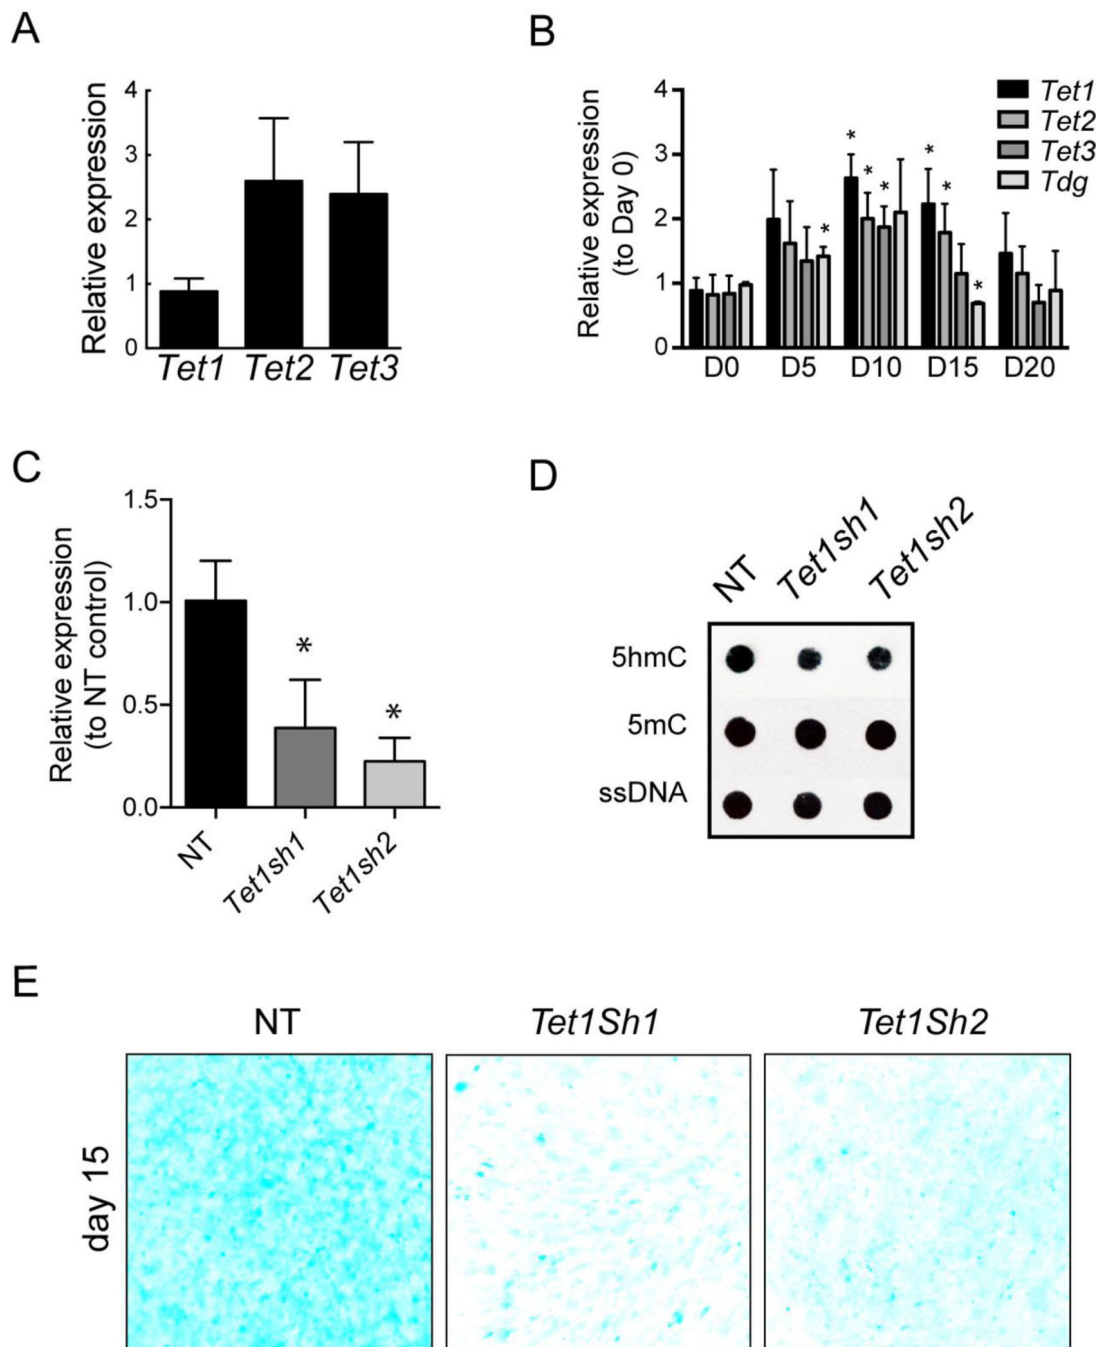 A
Relative expression
4
3
2
1
0
Tet1 Tet2 Tet3
B
Relative expression
(to Day 0)
4
3
2
1
0
* * * * * * *
D0 D5 D10 D15 D20
Tet1
Tet2
Tet3
Tdg
C
Relative expression
(to NT control)
1.5
1.0
0.5
0.0
* *
NT Tet1sh1 Tet1sh2
D
NT Tet1sh1 Tet1sh2
5hmC
5mC
ssDNA
E
NT Tet1Sh1 Tet1Sh2
day 15